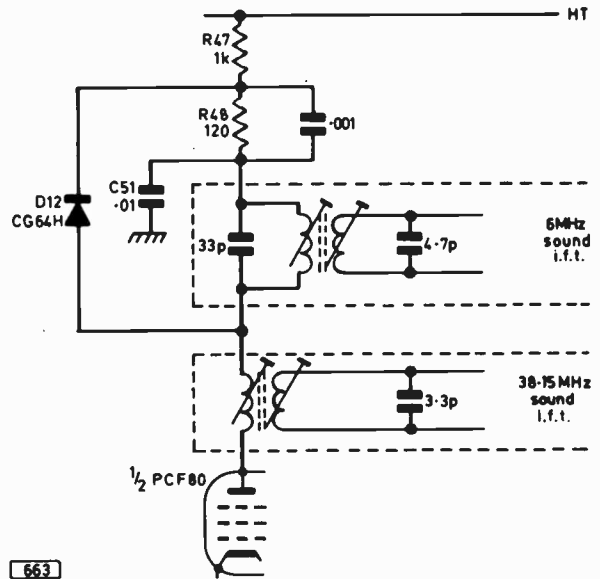 HT
R47
1k
R48
120
·001
C51
·01
D12
CG64H
33p
4·7p
6MHz
sound
i.f.t.
38·15MHz
sound
i.f.t.
3·3p
½ PCF80
663